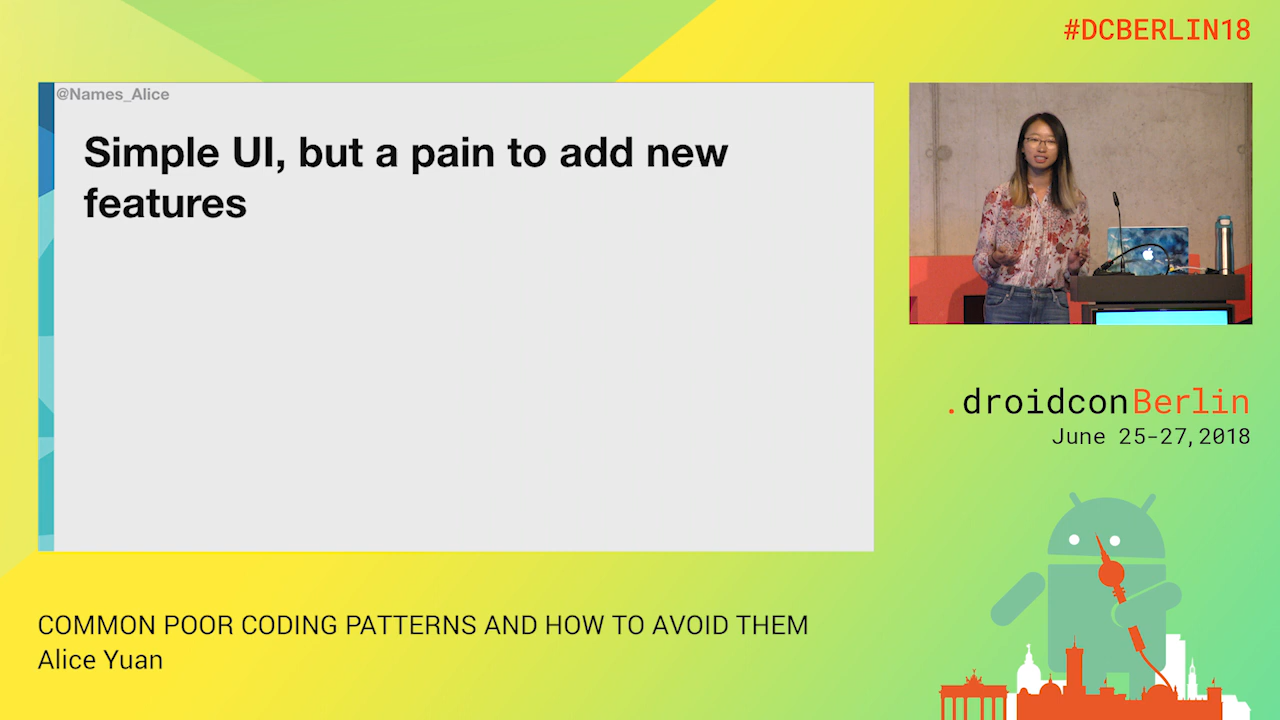 #DCBERLIN18
@Names_Alice
Simple UI, but a pain to add new
features
.droidconBerlin
June 25-27,2018
COMMON POOR CODING PATTERNS AND HOW TO AVOID THEM
Alice Yuan